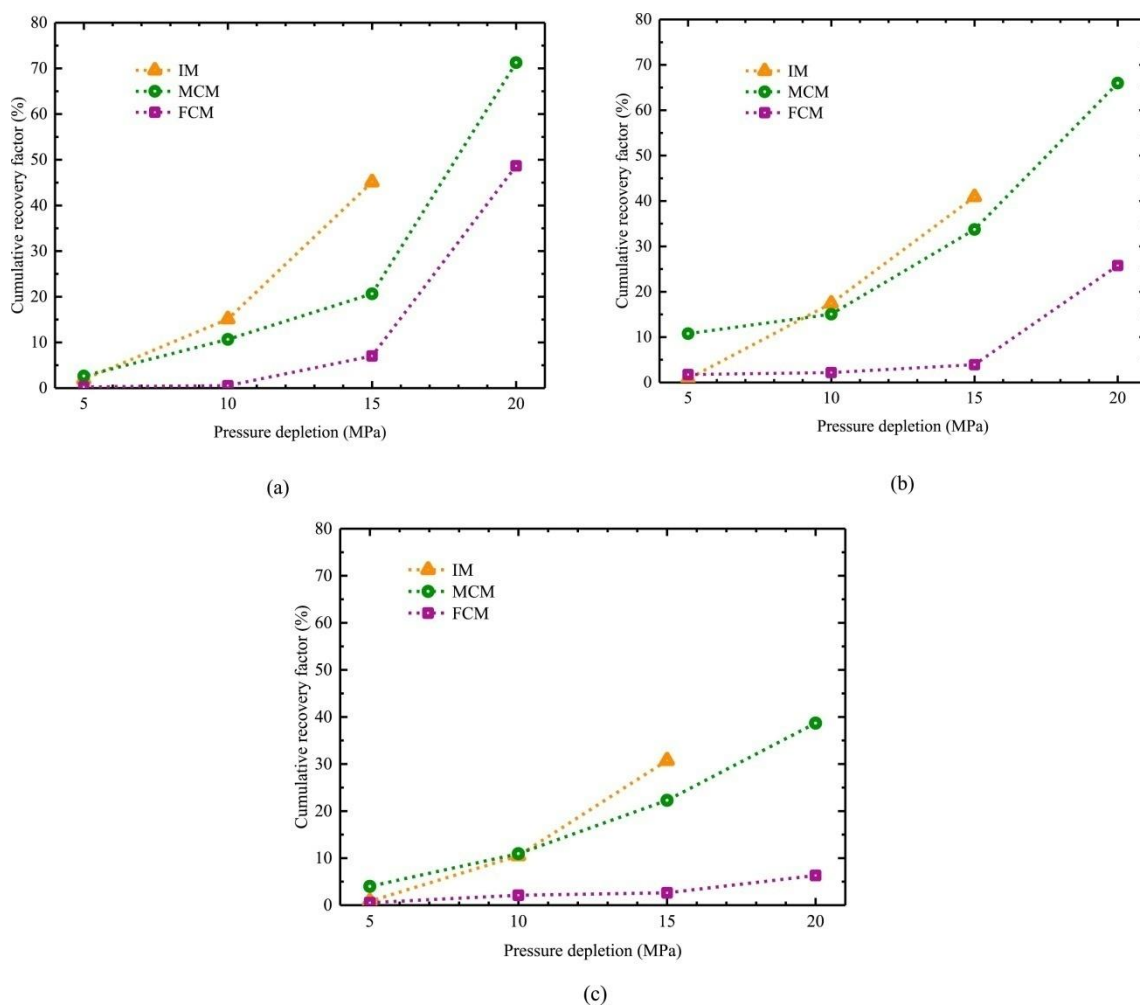 80
70
60
50
40
30
20
10
0
Cumulative recovery factor (%)
IM
MCM
FCM
5 10 15 20
Pressure depletion (MPa)
(a)
80
70
60
50
40
30
20
10
0
Cumulative recovery factor (%)
IM
MCM
FCM
5 10 15 20
Pressure depletion (MPa)
(b)
80
70
60
50
40
30
20
10
0
Cumulative recovery factor (%)
IM
MCM
FCM
5 10 15 20
Pressure depletion (MPa)
(c)